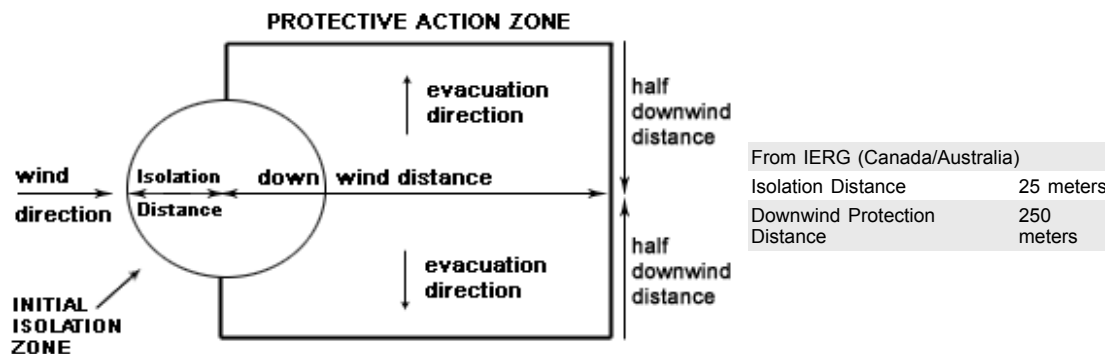 PROTECTIVE ACTION ZONE
evacuation
direction
half
downwind
distance
wind
direction
Isolation
Distance
down wind distance
evacuation
direction
half
downwind
distance
INITIAL
ISOLATION
ZONE
From IERG (Canada/Australia)
Isolation Distance 25 meters
Downwind Protection 250
Distance meters